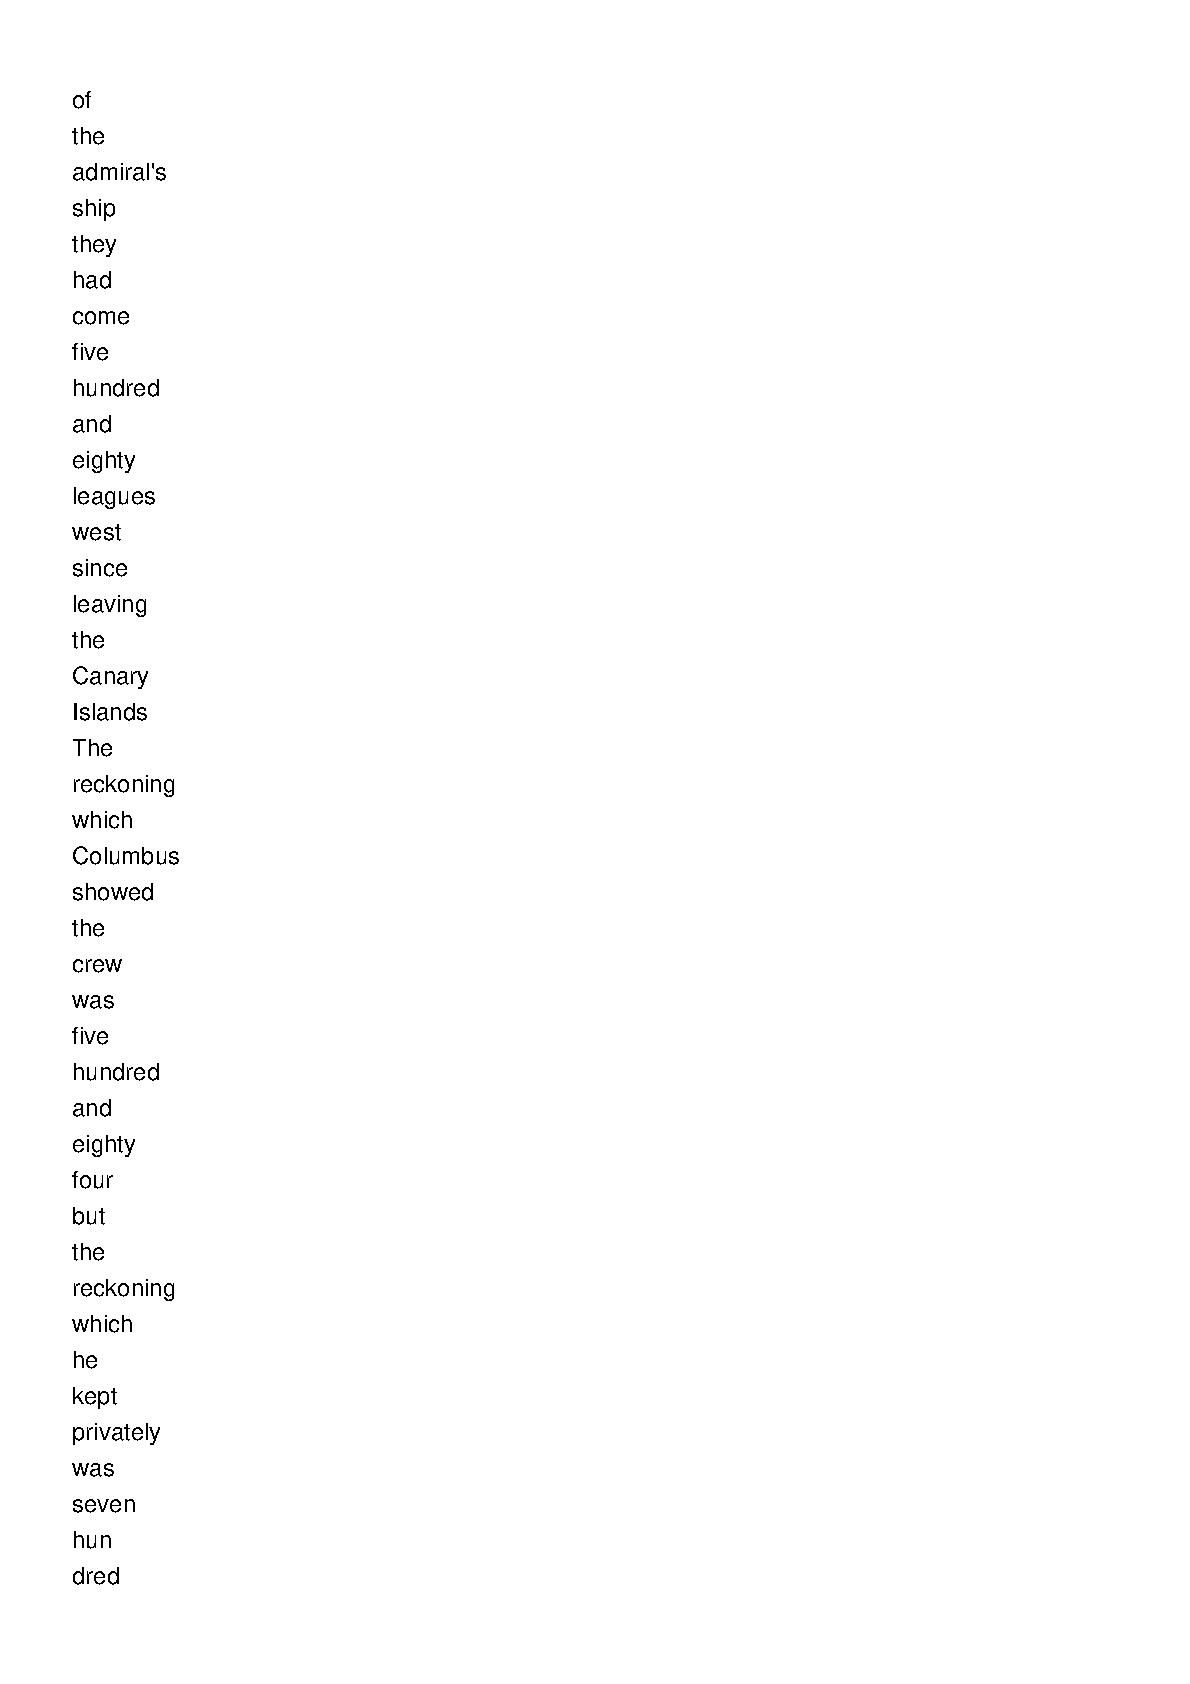 of
the
admiral's
ship
they
had
come
five
hundred
and
eighty
leagues
west
since
leaving
the
Canary
Islands
The
reckoning
which
Columbus
showed
the
crew
was
five
hundred
and
eighty
four
but
the
reckoning
which
he
kept
privately
was
seven
hun
dred